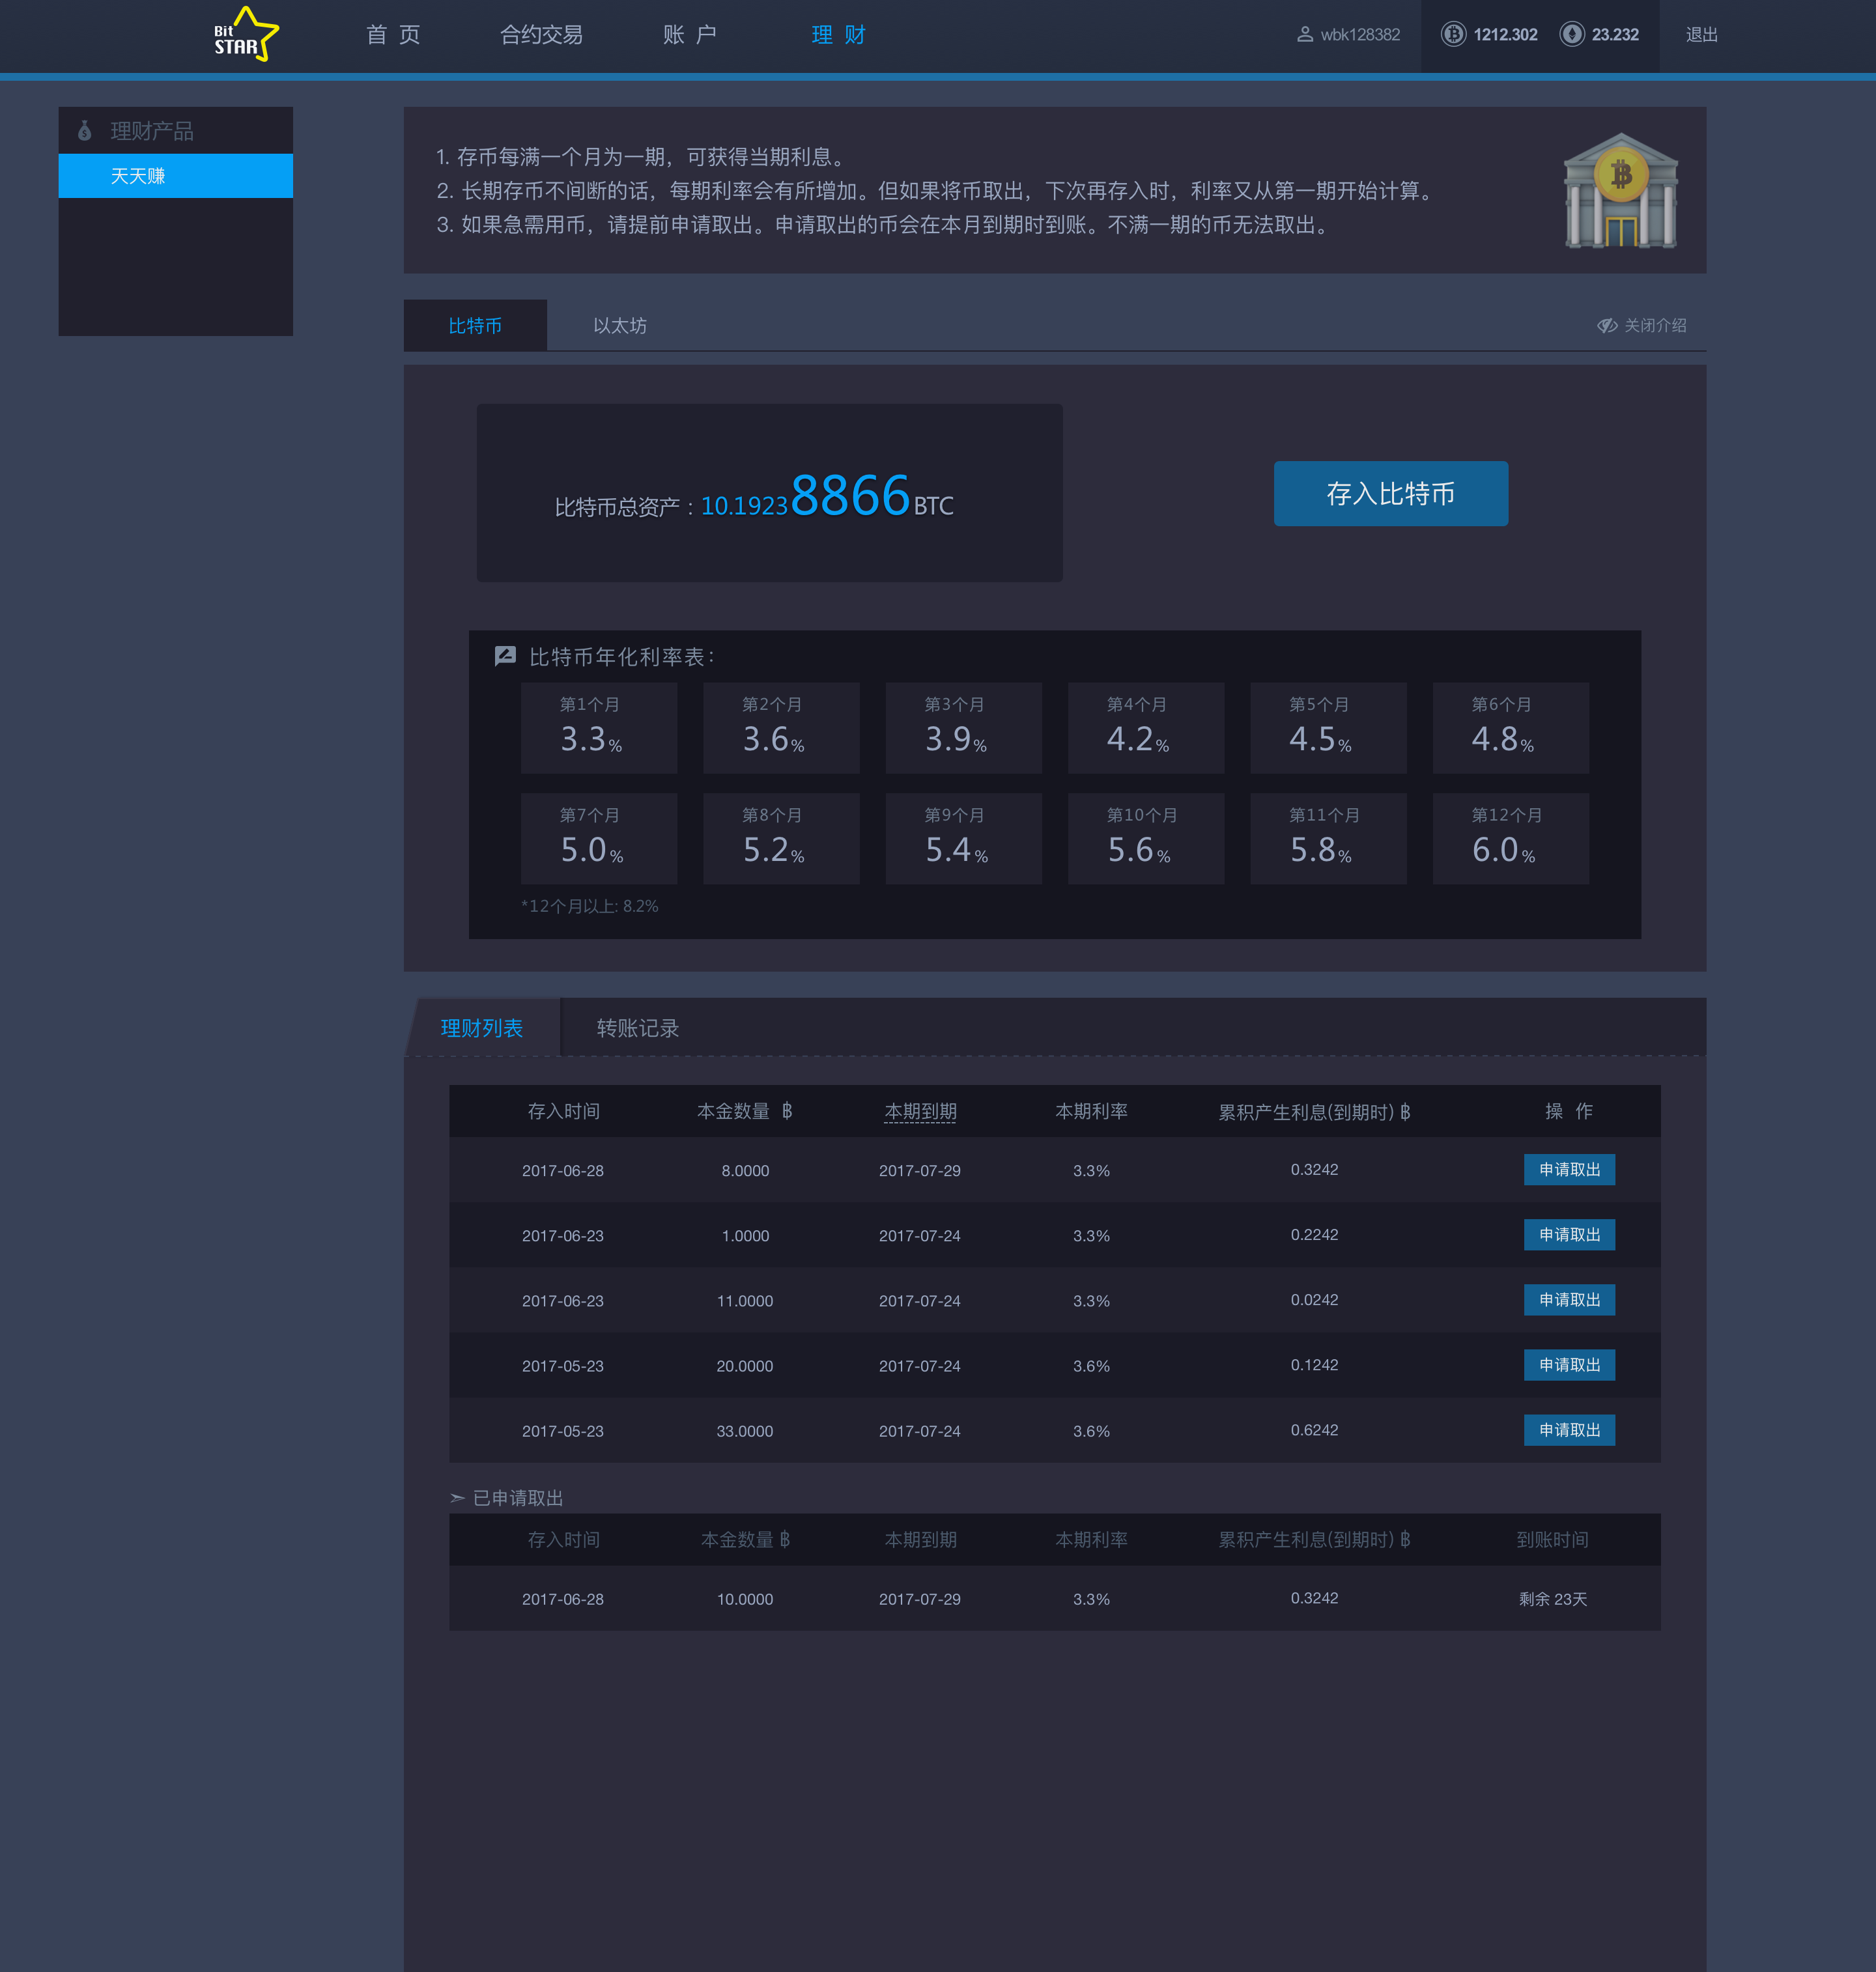 Bit
STAR
首 页 合约交易 账 户 理 财 wbk128382 1212.302 23.232 退出
理财产品
天天赚
1. 存币每满一个月为一期，可获得当期利息。
2. 长期存币不间断的话，每期利率会有所增加。但如果将币取出，下次再存入时，利率又从第一期开始计算。
3. 如果急需用币，请提前申请取出。申请取出的币会在本月到期时到账。不满一期的币无法取出。
比特币 以太坊 关闭介绍
比特币总资产：10.19238866BTC
存入比特币
比特币年化利率表：
第1个月 第2个月 第3个月 第4个月 第5个月 第6个月
3.3% 3.6% 3.9% 4.2% 4.5% 4.8%
第7个月 第8个月 第9个月 第10个月 第11个月 第12个月
5.0% 5.2% 5.4% 5.6% 5.8% 6.0%
*12个月以上: 8.2%
理财列表 转账记录
存入时间 本金数量 ฿ 本期到期 本期利率 累积产生利息(到期时) ฿ 操 作
2017-06-28 8.0000 2017-07-29 3.3% 0.3242 申请取出
2017-06-23 1.0000 2017-07-24 3.3% 0.2242 申请取出
2017-06-23 11.0000 2017-07-24 3.3% 0.0242 申请取出
2017-05-23 20.0000 2017-07-24 3.6% 0.1242 申请取出
2017-05-23 33.0000 2017-07-24 3.6% 0.6242 申请取出
➣ 已申请取出
存入时间 本金数量 ฿ 本期到期 本期利率 累积产生利息(到期时) ฿ 到账时间
2017-06-28 10.0000 2017-07-29 3.3% 0.3242 剩余 23天